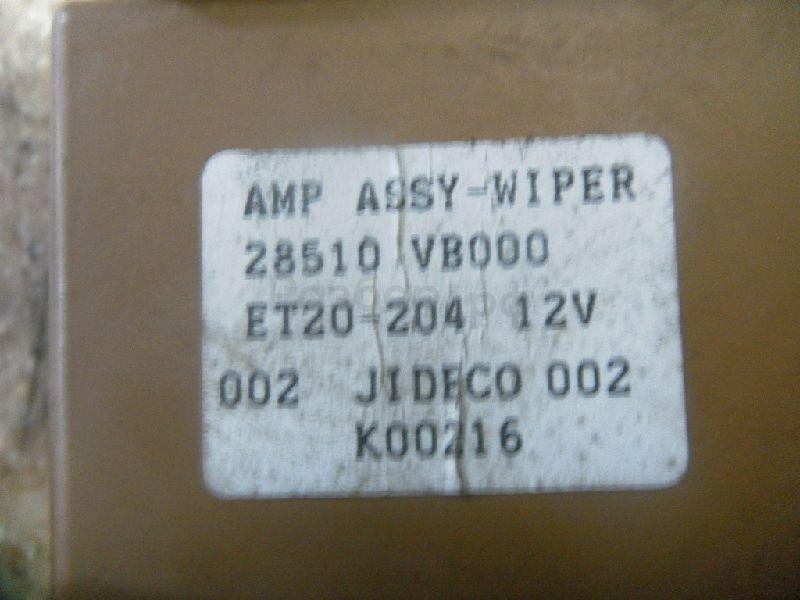 AMP ASSY-WIPER
28510 VB000
ET20-204 12V
002 JIDECO 002
K00216